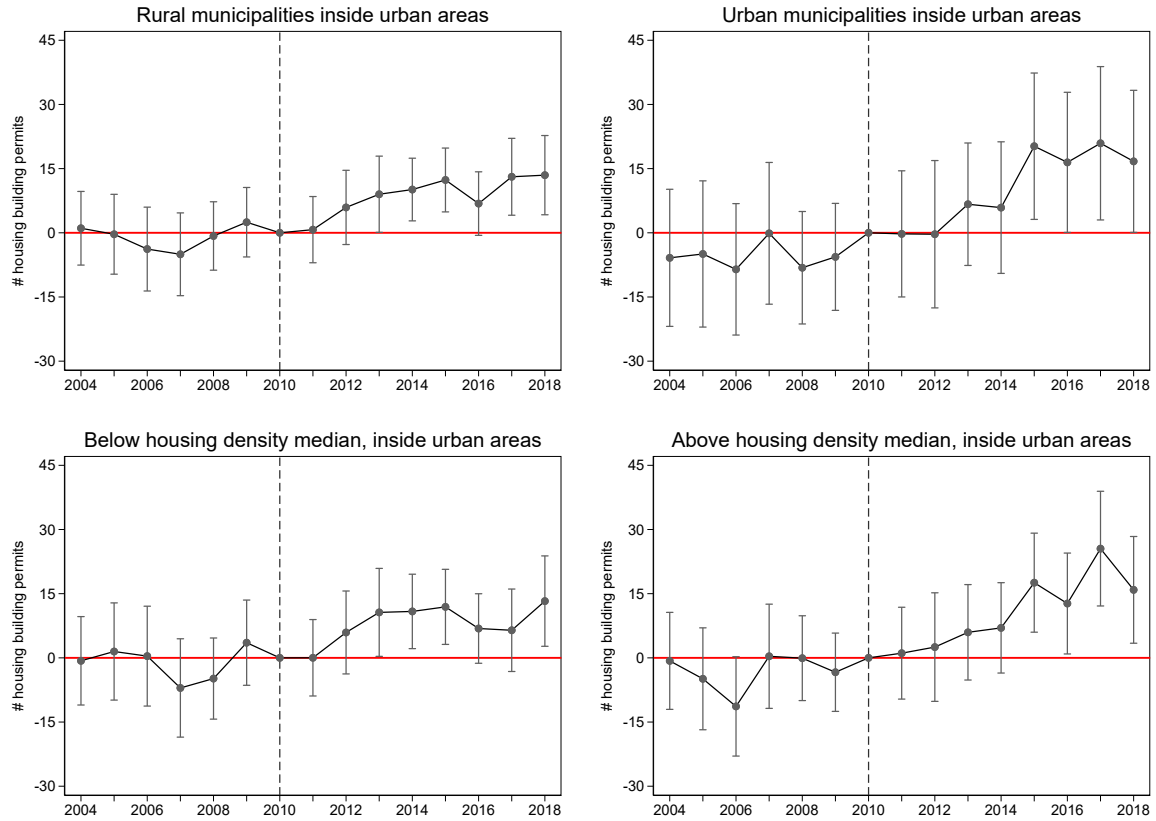 Rural municipalities inside urban areas
# housing building permits
45
30
15
0
-15
-30
2004 2006 2008 2010 2012 2014 2016 2018
Urban municipalities inside urban areas
# housing building permits
45
30
15
0
-15
-30
2004 2006 2008 2010 2012 2014 2016 2018
Below housing density median, inside urban areas
# housing building permits
45
30
15
0
-15
-30
2004 2006 2008 2010 2012 2014 2016 2018
Above housing density median, inside urban areas
# housing building permits
45
30
15
0
-15
-30
2004 2006 2008 2010 2012 2014 2016 2018